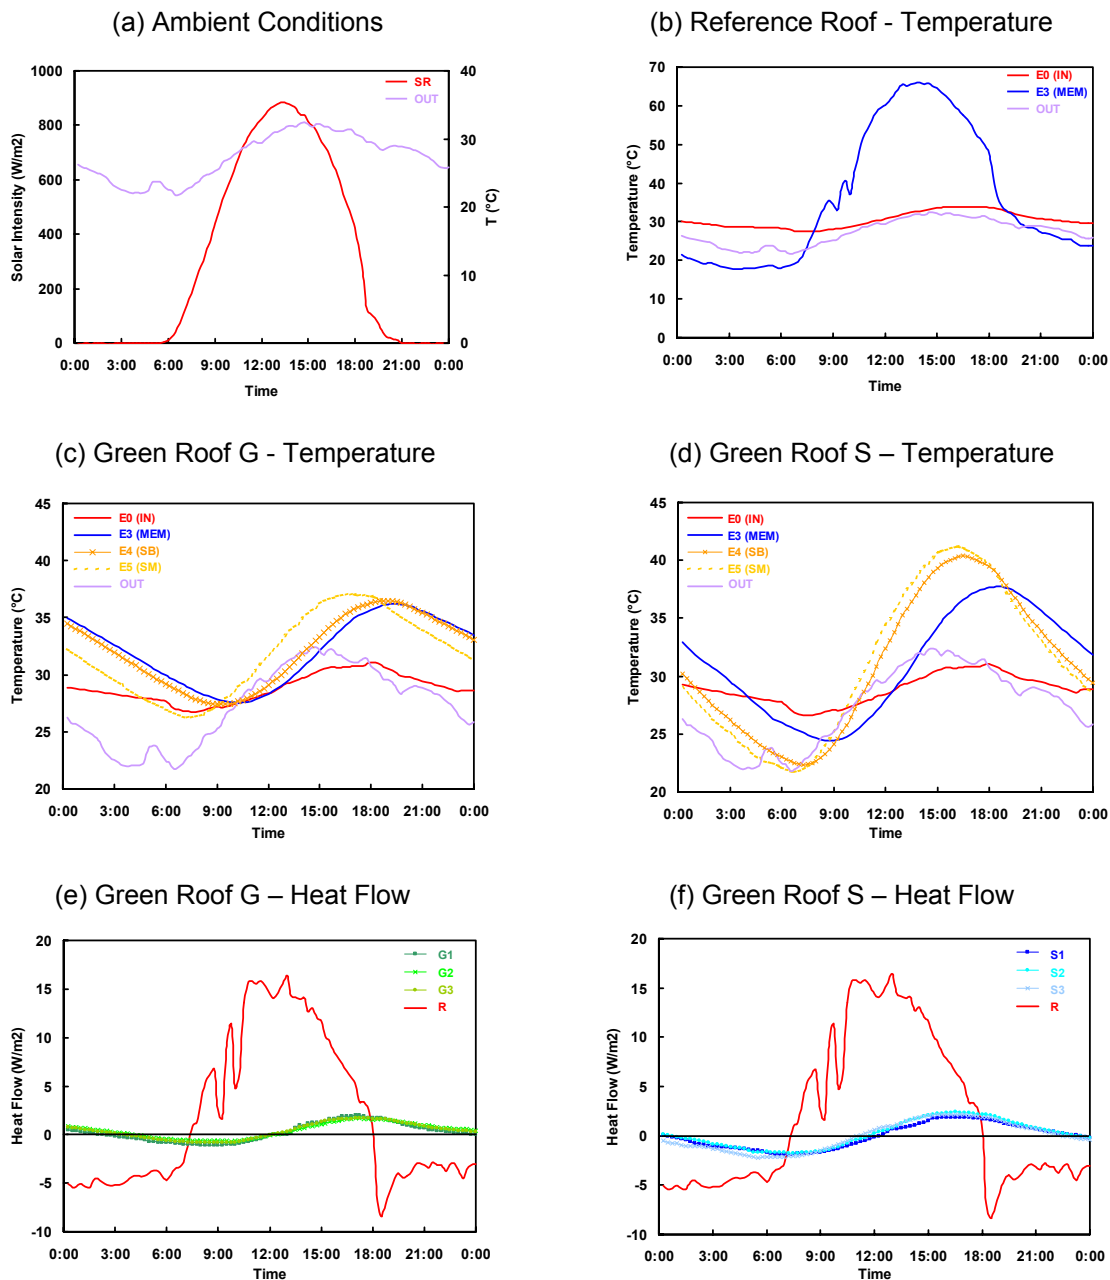 (a) Ambient Conditions
1000
800
600
400
200
0
Solar Intensity (W/m2)
40
30
20
10
0
T (°C)
SR
OUT
0:00 3:00 6:00 9:00 12:00 15:00 18:00 21:00 0:00
Time
(b) Reference Roof - Temperature
70
60
50
40
30
20
10
0
Temperature (°C)
E0 (IN)
E3 (MEM)
OUT
0:00 3:00 6:00 9:00 12:00 15:00 18:00 21:00 0:00
Time
(c) Green Roof G - Temperature
45
40
35
30
25
20
Temperature (°C)
E0 (IN)
E3 (MEM)
E4 (SB)
E5 (SM)
OUT
0:00 3:00 6:00 9:00 12:00 15:00 18:00 21:00 0:00
Time
(d) Green Roof S – Temperature
45
40
35
30
25
20
Temperature (°C)
E0 (IN)
E3 (MEM)
E4 (SB)
E5 (SM)
OUT
0:00 3:00 6:00 9:00 12:00 15:00 18:00 21:00 0:00
Time
(e) Green Roof G – Heat Flow
20
15
10
5
0
-5
-10
Heat Flow (W/m2)
G1
G2
G3
R
0:00 3:00 6:00 9:00 12:00 15:00 18:00 21:00 0:00
Time
(f) Green Roof S – Heat Flow
20
15
10
5
0
-5
-10
Heat Flow (W/m2)
S1
S2
S3
R
0:00 3:00 6:00 9:00 12:00 15:00 18:00 21:00 0:00
Time